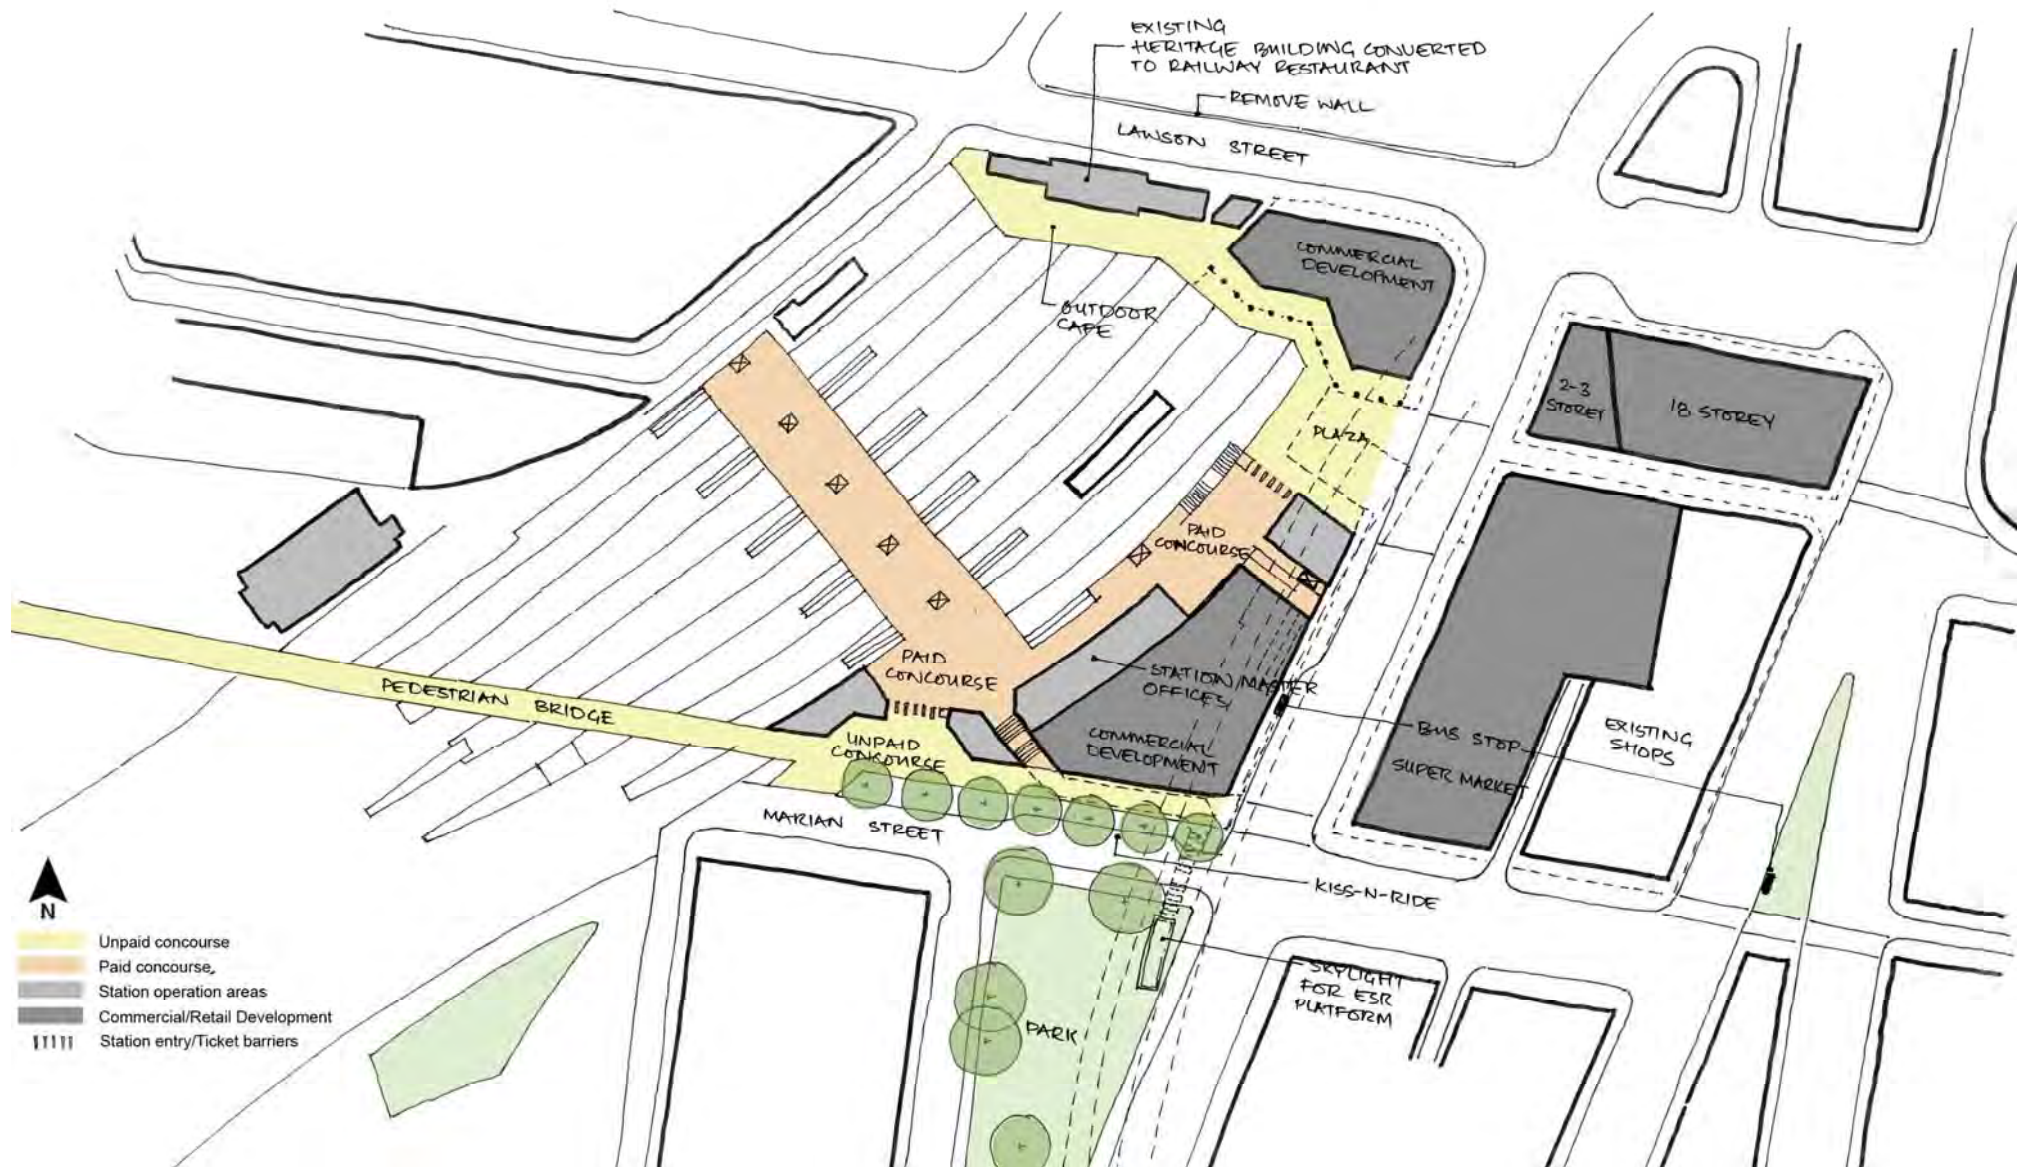 EXISTING
HERITAGE BUILDING CONVERTED
TO RAILWAY RESTAURANT
REMOVE WALL
LAWSON STREET
COMMERCIAL
DEVELOPMENT
OUTDOOR
CAFE
2-3
STOREY
18 STOREY
PLAZA
PAID
CONCOURSE
PAID
CONCOURSE
STATION/MASTER
OFFICES
PEDESTRIAN BRIDGE
UNPAID
CONCOURSE
COMMERCIAL
DEVELOPMENT
BUS STOP
SUPER MARKET
EXISTING
SHOPS
MARIAN STREET
KISS-N-RIDE
SKYLIGHT
FOR ESR
PLATFORM
PARK
N
Unpaid concourse
Paid concourse
Station operation areas
Commercial/Retail Development
Station entry/Ticket barriers